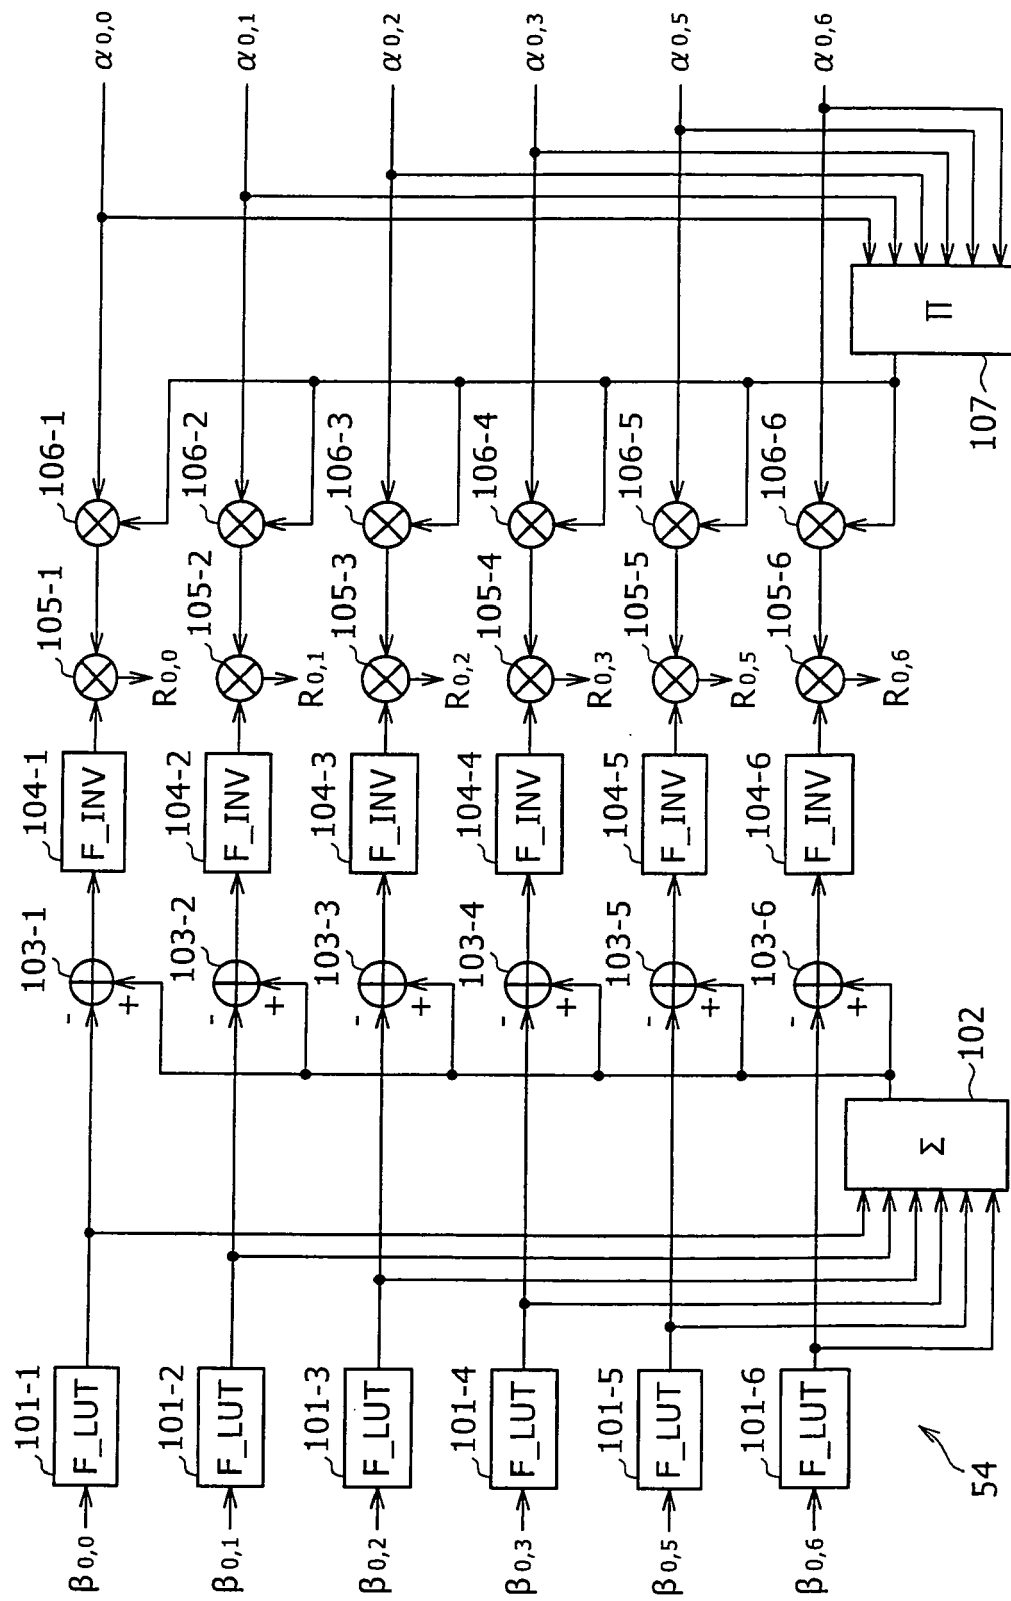 β0,0
101-1
F_LUT
103-1
-
+
104-1
F_INV
105-1
R0,0
106-1
α0,0
β0,1
101-2
F_LUT
103-2
-
+
104-2
F_INV
105-2
R0,1
106-2
α0,1
β0,2
101-3
F_LUT
103-3
-
+
104-3
F_INV
105-3
R0,2
106-3
α0,2
β0,3
101-4
F_LUT
103-4
-
+
104-4
F_INV
105-4
R0,3
106-4
α0,3
β0,5
101-5
F_LUT
103-5
-
+
104-5
F_INV
105-5
R0,5
106-5
α0,5
β0,6
101-6
F_LUT
103-6
-
+
104-6
F_INV
105-6
R0,6
106-6
α0,6
Σ
102
Π
107
54